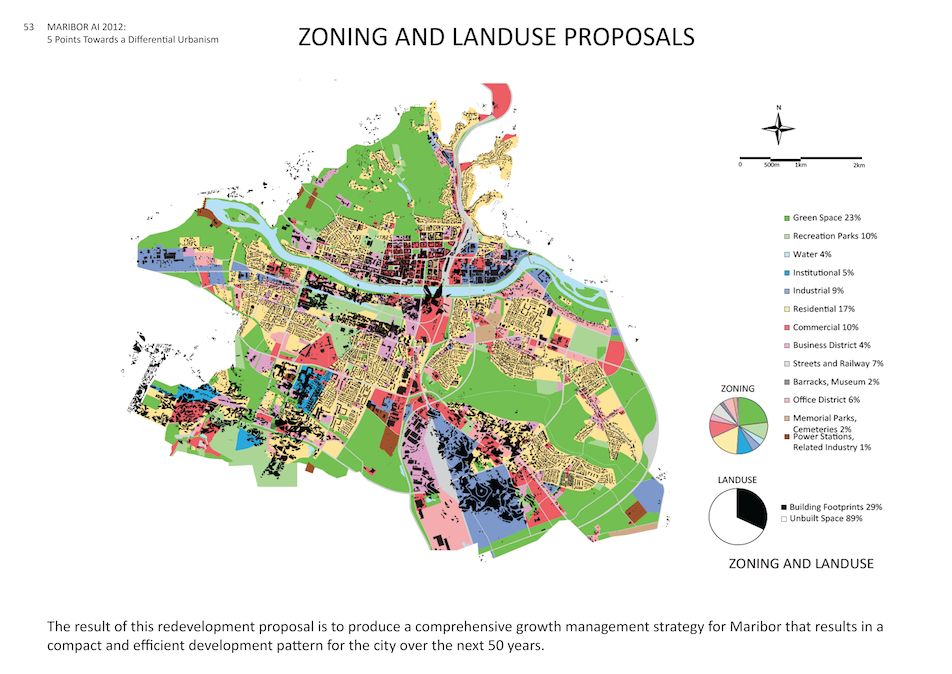 53 MARIBOR AI 2012:
5 Points Towards a Differential Urbanism
ZONING AND LANDUSE PROPOSALS
N
0 500m 1km 2km
Green Space 23%
Recreation Parks 10%
Water 4%
Institutional 5%
Industrial 9%
Residential 17%
Commercial 10%
Business District 4%
Streets and Railway 7%
Barracks, Museum 2%
Office District 6%
Memorial Parks,
Cemeteries 2%
Power Stations,
Related Industry 1%
ZONING
LANDUSE
Building Footprints 29%
Unbuilt Space 89%
ZONING AND LANDUSE
The result of this redevelopment proposal is to produce a comprehensive growth management strategy for Maribor that results in a
compact and efficient development pattern for the city over the next 50 years.